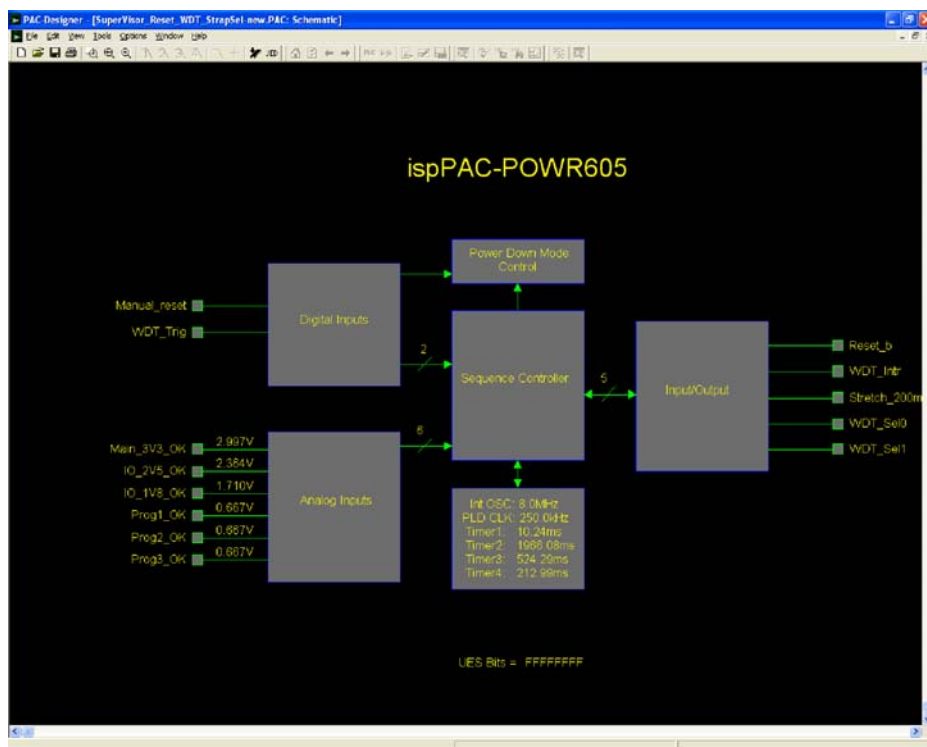 PAC-Designer - [SuperVisor_Reset_WDT_StrapSel-new.PAC: Schematic]
File Edit View Tools Options Window Help
ispPAC-POWR605
Power Down Mode
Control
Manual_reset
WDT_Trig
Digital Inputs
2
Sequence Controller
5
Input/Output
Reset_b
WDT_Intr
Stretch_200m
WDT_Sel0
WDT_Sel1
Main_3V3_OK 2.997V
IO_2V5_OK 2.364V
IO_1V8_OK 1.710V
Prog1_OK 0.667V
Prog2_OK 0.667V
Prog3_OK 0.667V
Analog Inputs
6
Int OSC: 8.0MHz
PLD CLK: 250.0kHz
Timer1: 10.24ms
Timer2: 1966.08ms
Timer3: 524.29ms
Timer4: 212.99ms
UES Bits = FFFFFFFF